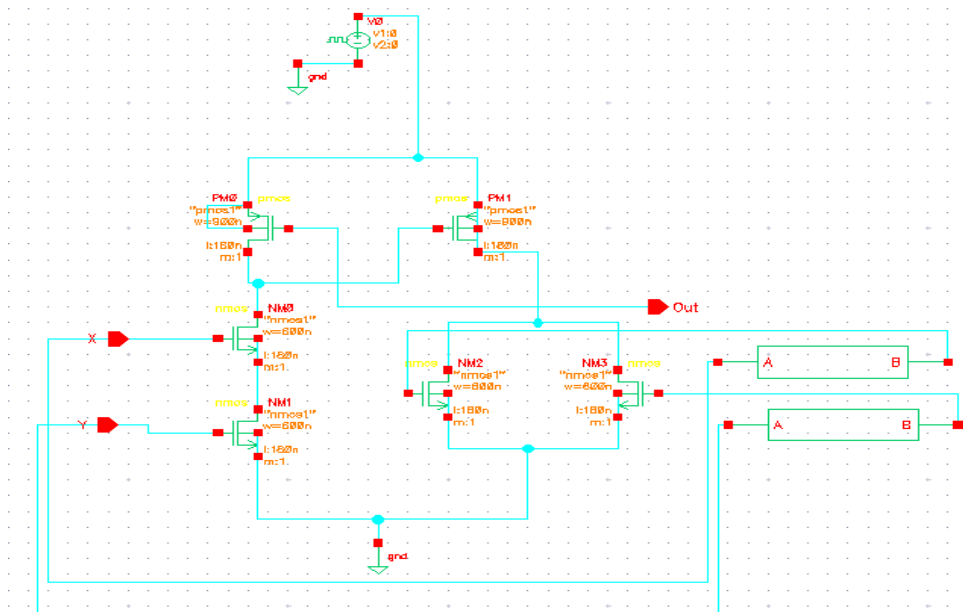 V0
v1:0
v2:0
gnd
PM0
pmos
"pmos1"
w=900n
l:180n
m:1
PM1
pmos
"pmos1"
w=900n
l:180n
m:1
Out
nmos
NM0
"nmos1"
w=600n
l:180n
m:1
X
nmos
NM1
"nmos1"
w=600n
l:180n
m:1
Y
nmos
NM2
"nmos1"
w=600n
l:180n
m:1
NM3
nmos
"nmos1"
w=600n
l:180n
m:1
A B
A B
gnd